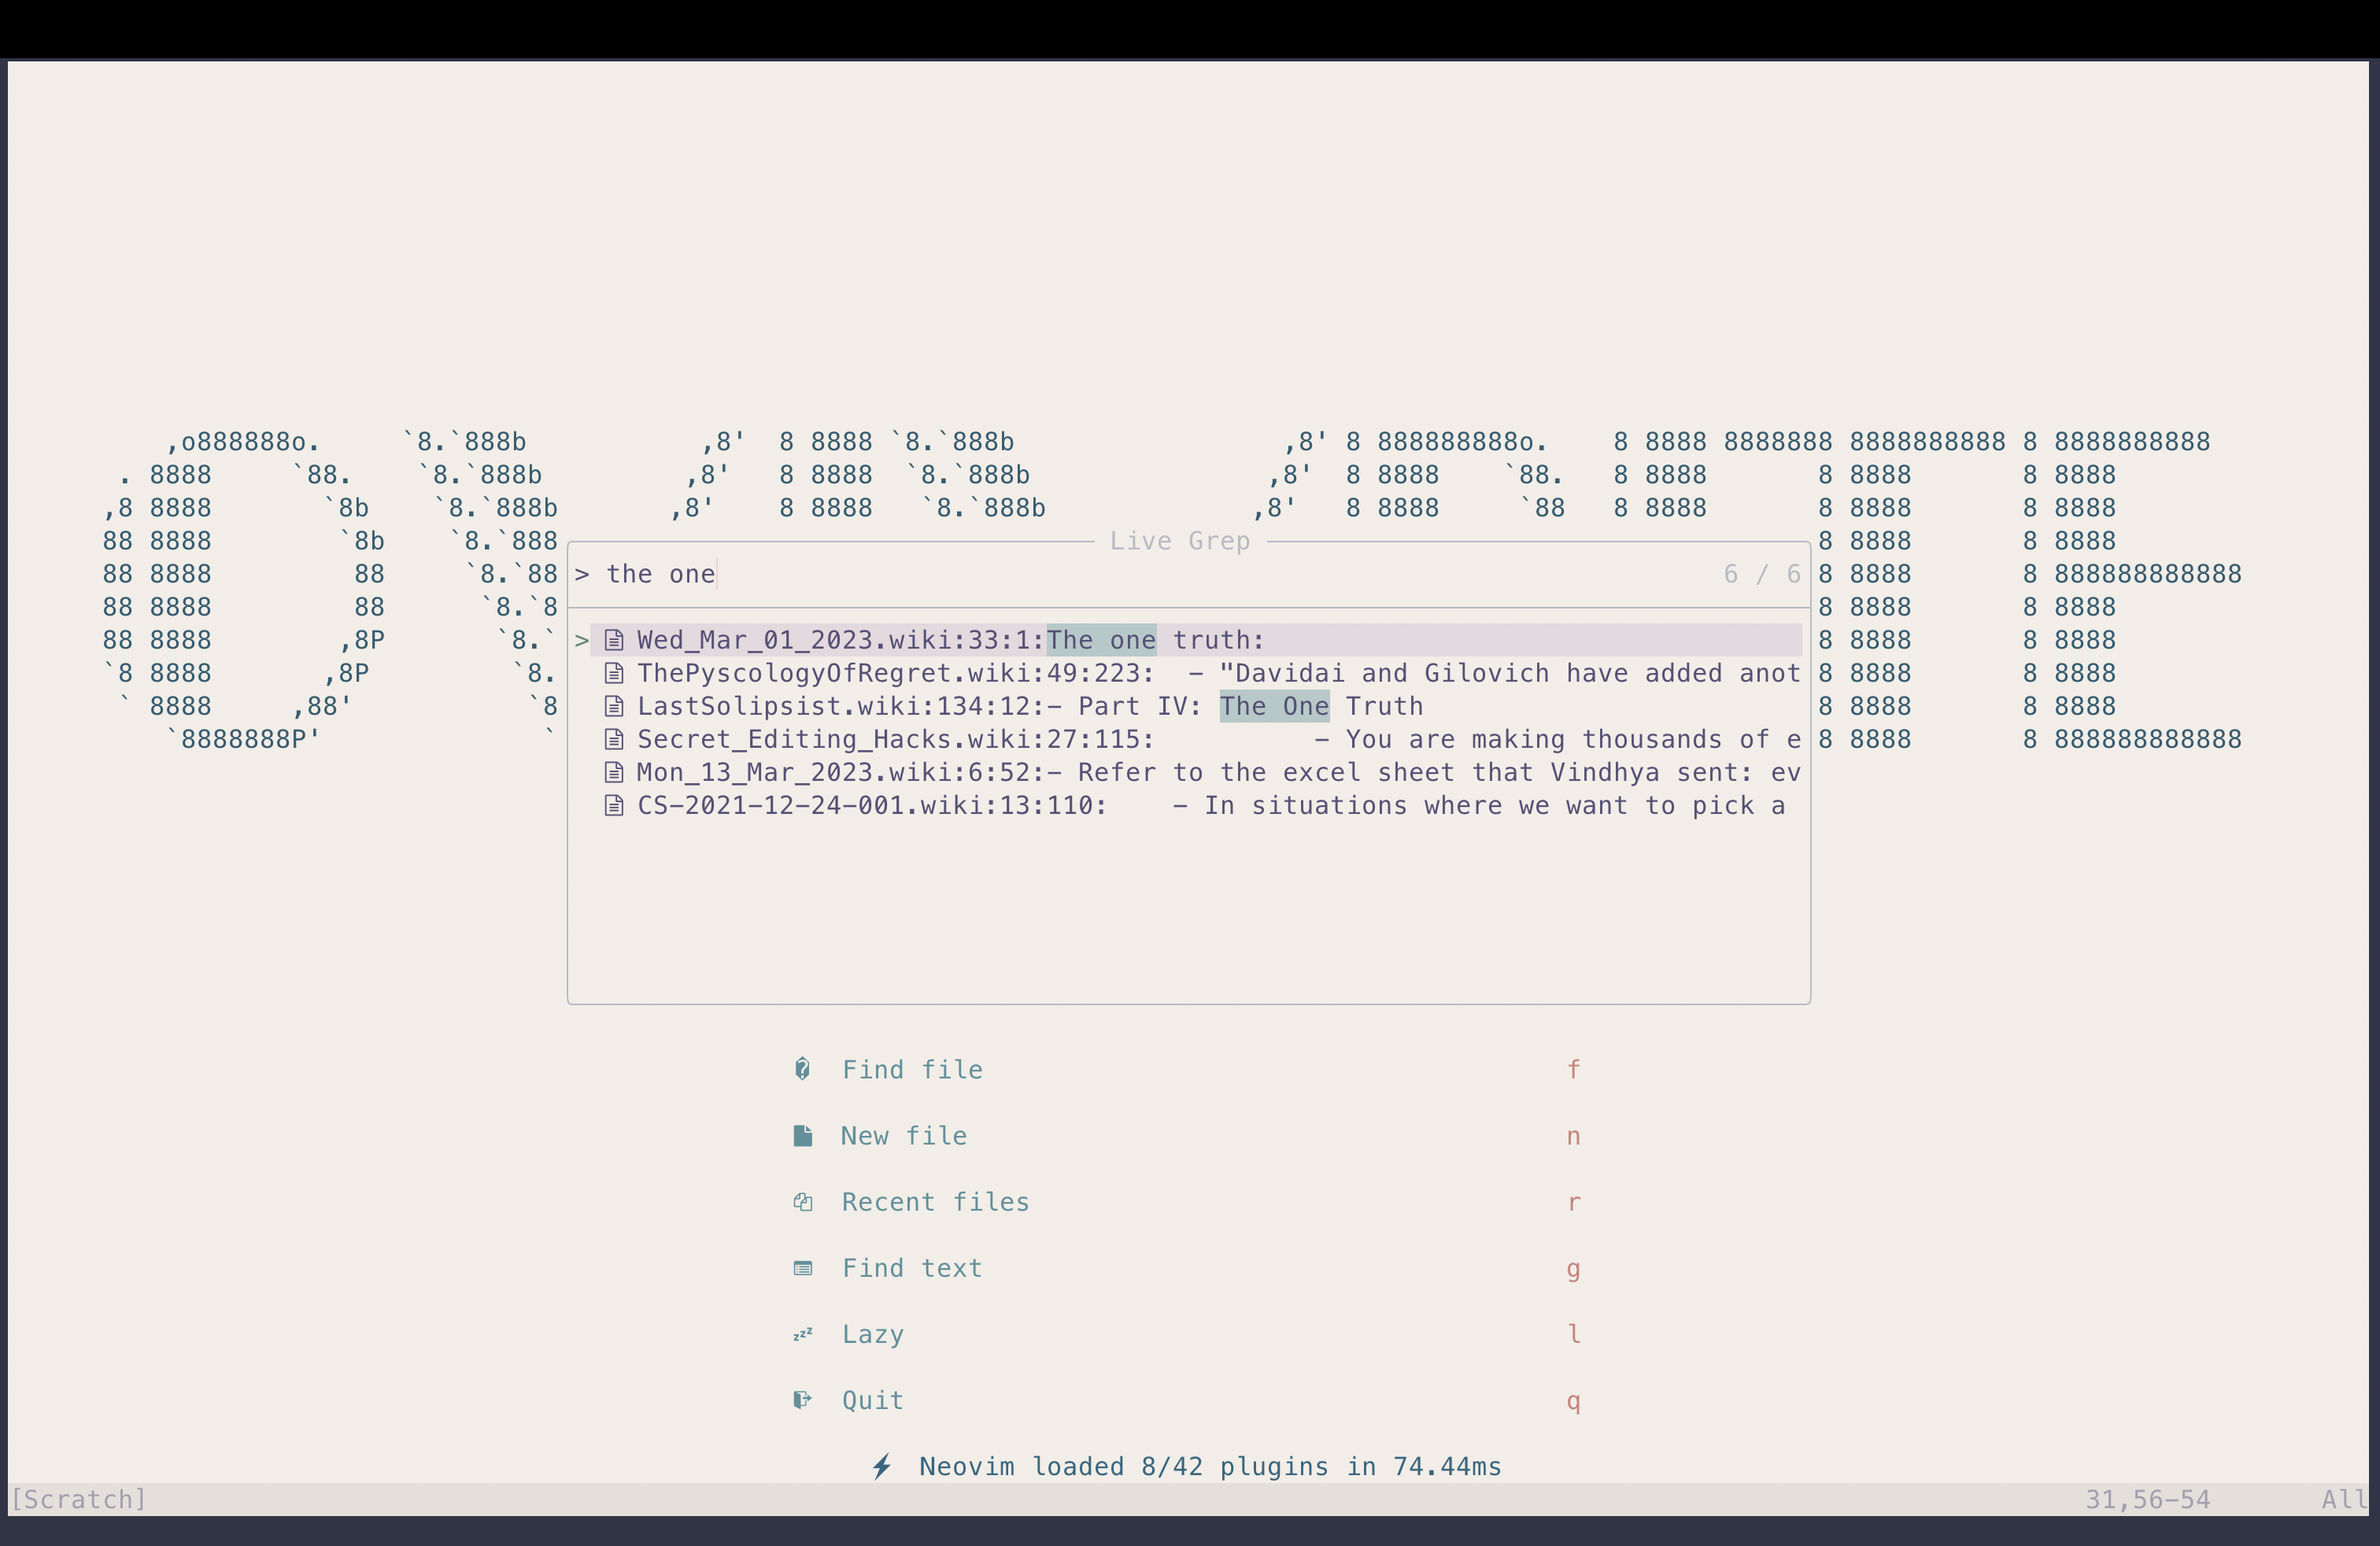 ,o888888o.     `8.`888b           ,8'  8 8888 `8.`888b                 ,8' 8 888888888o.    8 8888 8888888 8888888888 8 8888888888
. 8888     `88.    `8.`888b         ,8'   8 8888  `8.`888b               ,8'  8 8888    `88.   8 8888       8 8888       8 8888
,8 8888       `8b    `8.`888b       ,8'    8 8888   `8.`888b             ,8'   8 8888     `88   8 8888       8 8888       8 8888
88 8888        `8b    `8.`888 Live Grep 8 8888       8 8888
88 8888         88     `8.`88 > the one 6 / 6 8 8888       8 888888888888
88 8888         88      `8.`8 8 8888       8 8888
88 8888        ,8P       `8.` > Wed_Mar_01_2023.wiki:33:1:The one truth: 8 8888       8 8888
`8 8888       ,8P         `8. ThePyscologyOfRegret.wiki:49:223:  - "Davidai and Gilovich have added anot 8 8888       8 8888
` 8888     ,88'           `8 LastSolipsist.wiki:134:12:- Part IV: The One Truth 8 8888       8 8888
`8888888P'              ` Secret_Editing_Hacks.wiki:27:115:          - You are making thousands of e 8 8888       8 888888888888
Mon_13_Mar_2023.wiki:6:52:- Refer to the excel sheet that Vindhya sent: ev
CS-2021-12-24-001.wiki:13:110:    - In situations where we want to pick a
Find file f
New file n
Recent files r
Find text g
Lazy l
Quit q
Neovim loaded 8/42 plugins in 74.44ms
[Scratch] 31,56-54 All